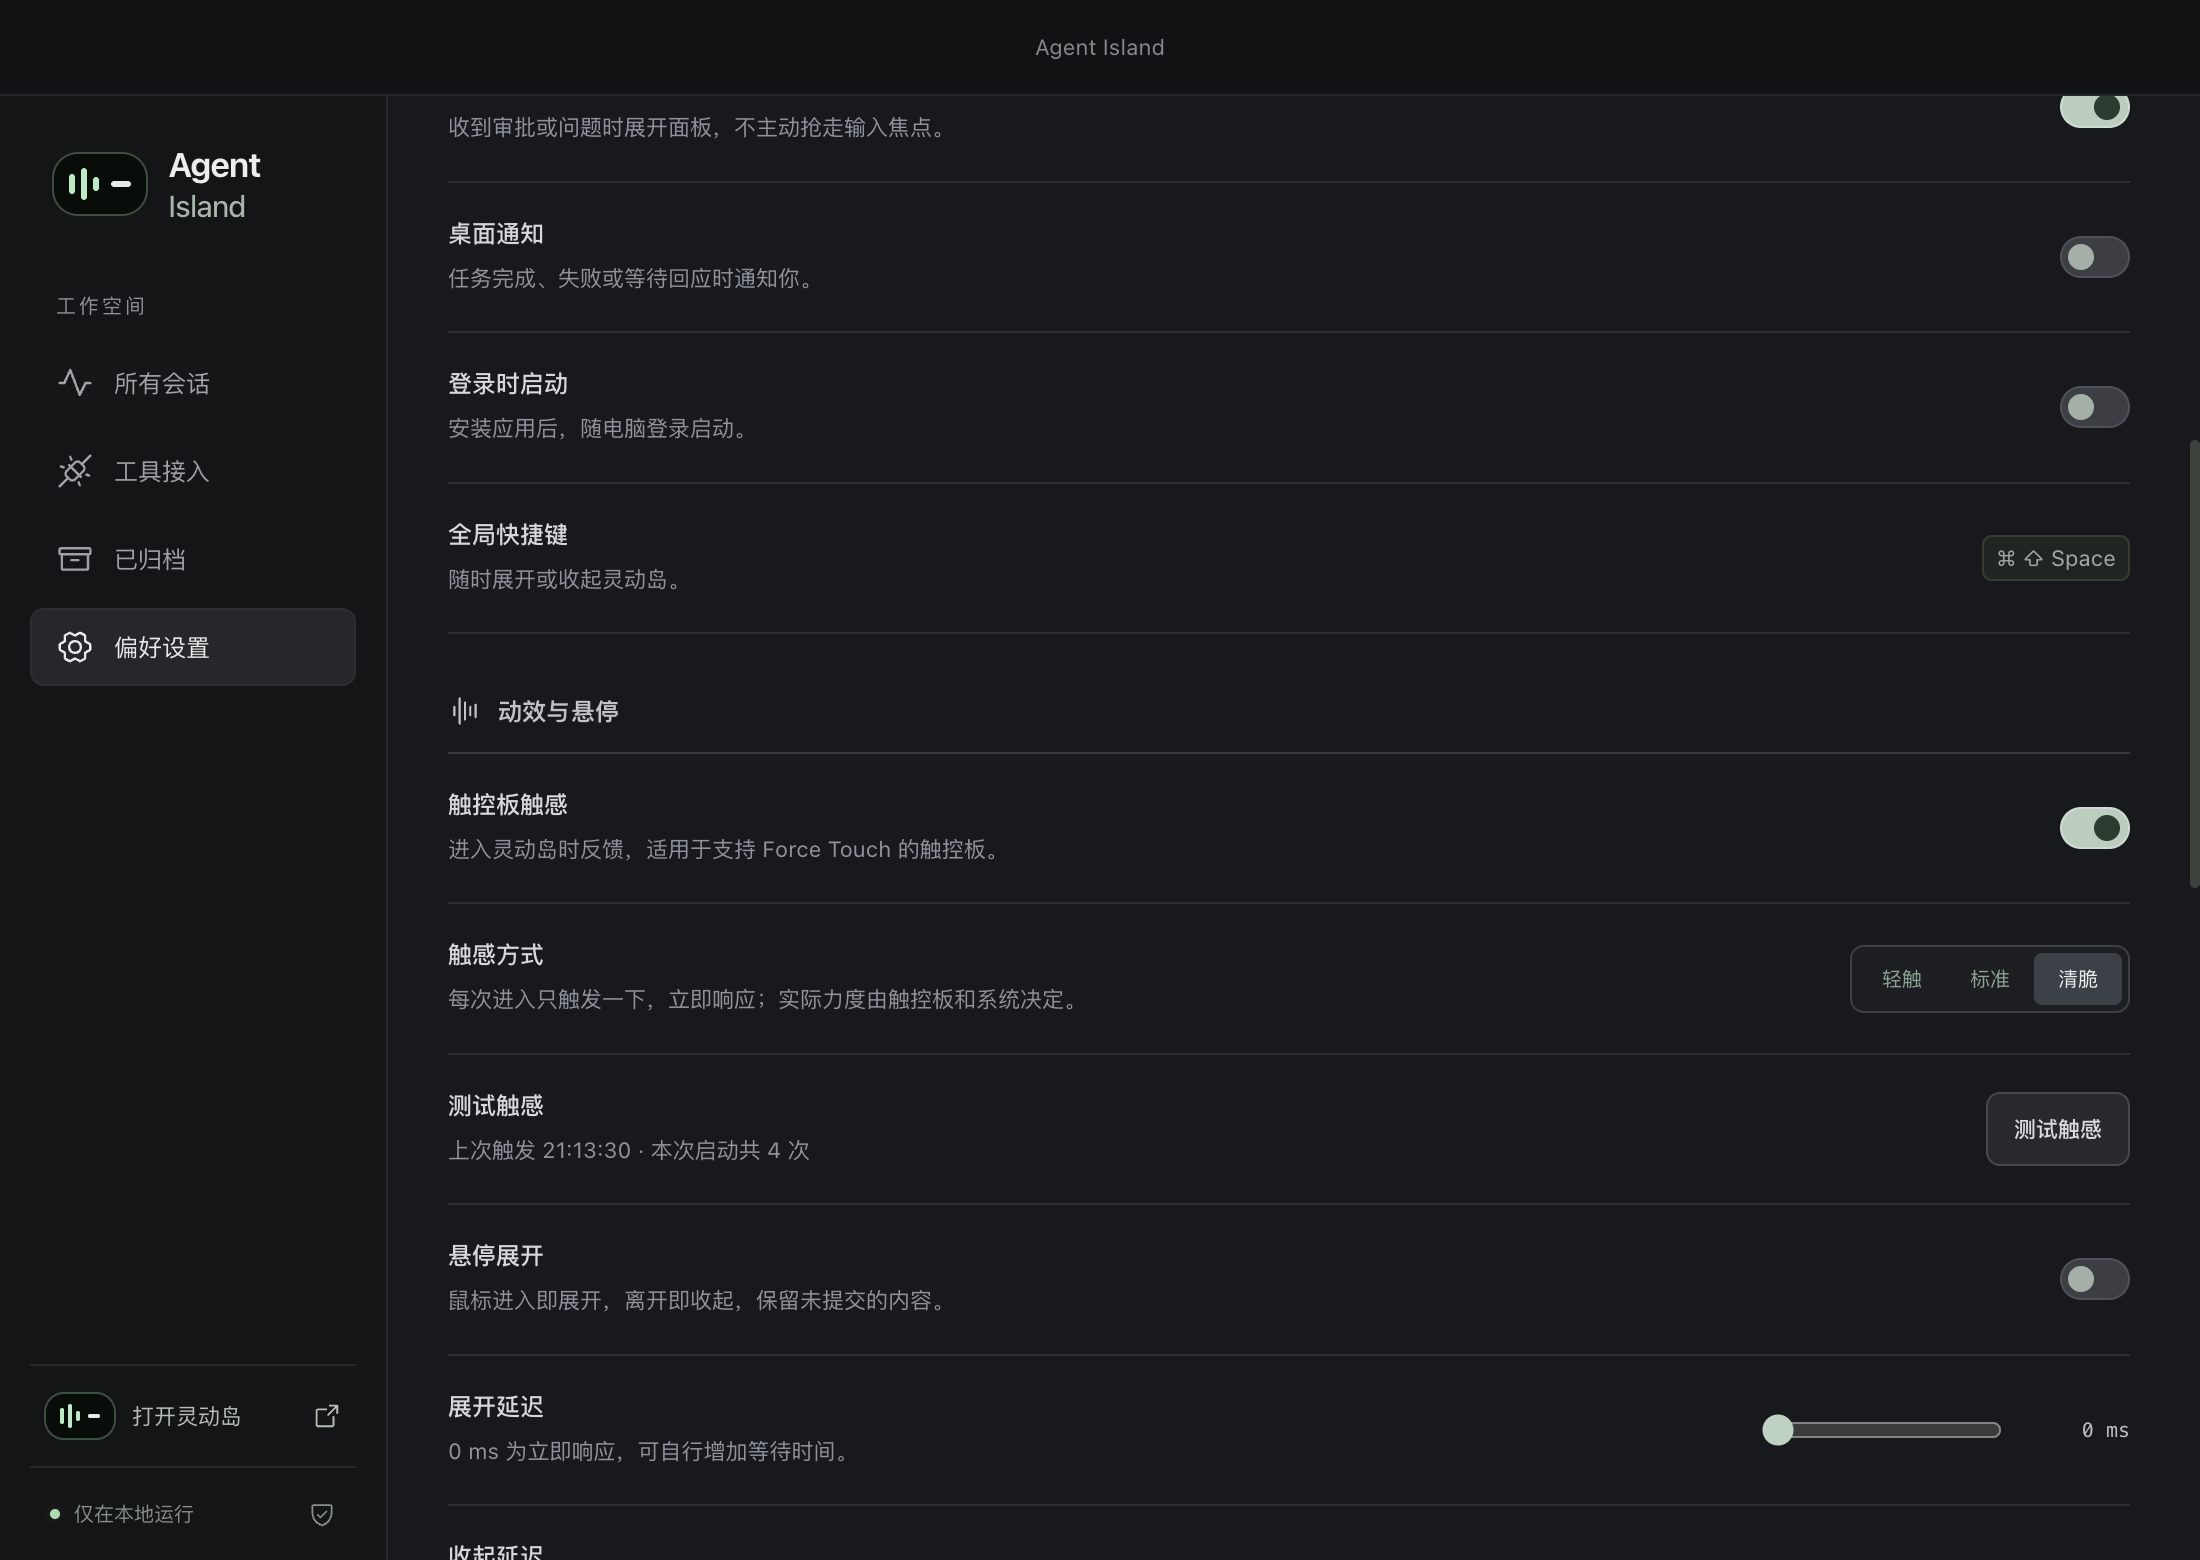 Agent Island
Agent
Island
工作空间
所有会话
工具接入
已归档
偏好设置
打开灵动岛
仅在本地运行
收到审批或问题时展开面板，不主动抢走输入焦点。
桌面通知
任务完成、失败或等待回应时通知你。
登录时启动
安装应用后，随电脑登录启动。
全局快捷键
随时展开或收起灵动岛。
⌘ ⇧ Space
动效与悬停
触控板触感
进入灵动岛时反馈，适用于支持 Force Touch 的触控板。
触感方式
每次进入只触发一下，立即响应；实际力度由触控板和系统决定。
轻触 标准 清脆
测试触感
上次触发 21:13:30 · 本次启动共 4 次
测试触感
悬停展开
鼠标进入即展开，离开即收起，保留未提交的内容。
展开延迟
0 ms 为立即响应，可自行增加等待时间。
0 ms
收起延迟